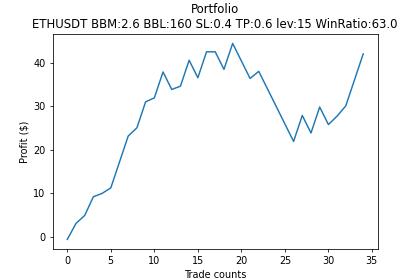 Portfolio
ETHUSDT BBM:2.6 BBL:160 SL:0.4 TP:0.6 lev:15 WinRatio:63.0
Profit ($)
40
30
20
10
0
0 5 10 15 20 25 30 35
Trade counts